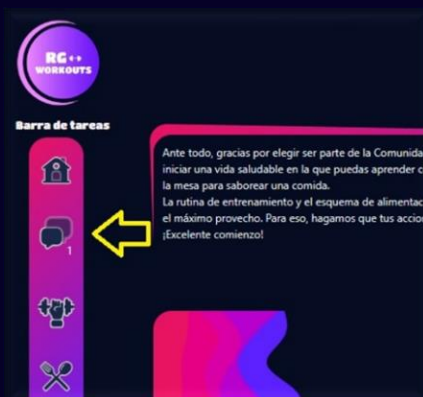 RG↔
WORKOUTS
Barra de tareas
Ante todo, gracias por elegir ser parte de la Comunida
iniciar una vida saludable en la que puedas aprender c
la mesa para saborear una comida.
La rutina de entrenamiento y el esquema de alimentac
el máximo provecho. Para eso, hagamos que tus accio
¡Excelente comienzo!
1